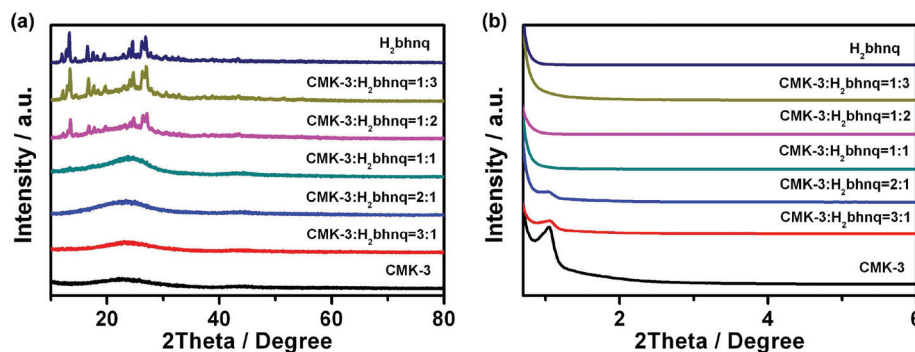 (a)
Intensity / a.u.
H₂bhnq
CMK-3:H₂bhnq=1:3
CMK-3:H₂bhnq=1:2
CMK-3:H₂bhnq=1:1
CMK-3:H₂bhnq=2:1
CMK-3:H₂bhnq=3:1
CMK-3
20 40 60 80
2Theta / Degree
(b)
Intensity / a.u.
H₂bhnq
CMK-3:H₂bhnq=1:3
CMK-3:H₂bhnq=1:2
CMK-3:H₂bhnq=1:1
CMK-3:H₂bhnq=2:1
CMK-3:H₂bhnq=3:1
CMK-3
2 4 6
2Theta / Degree